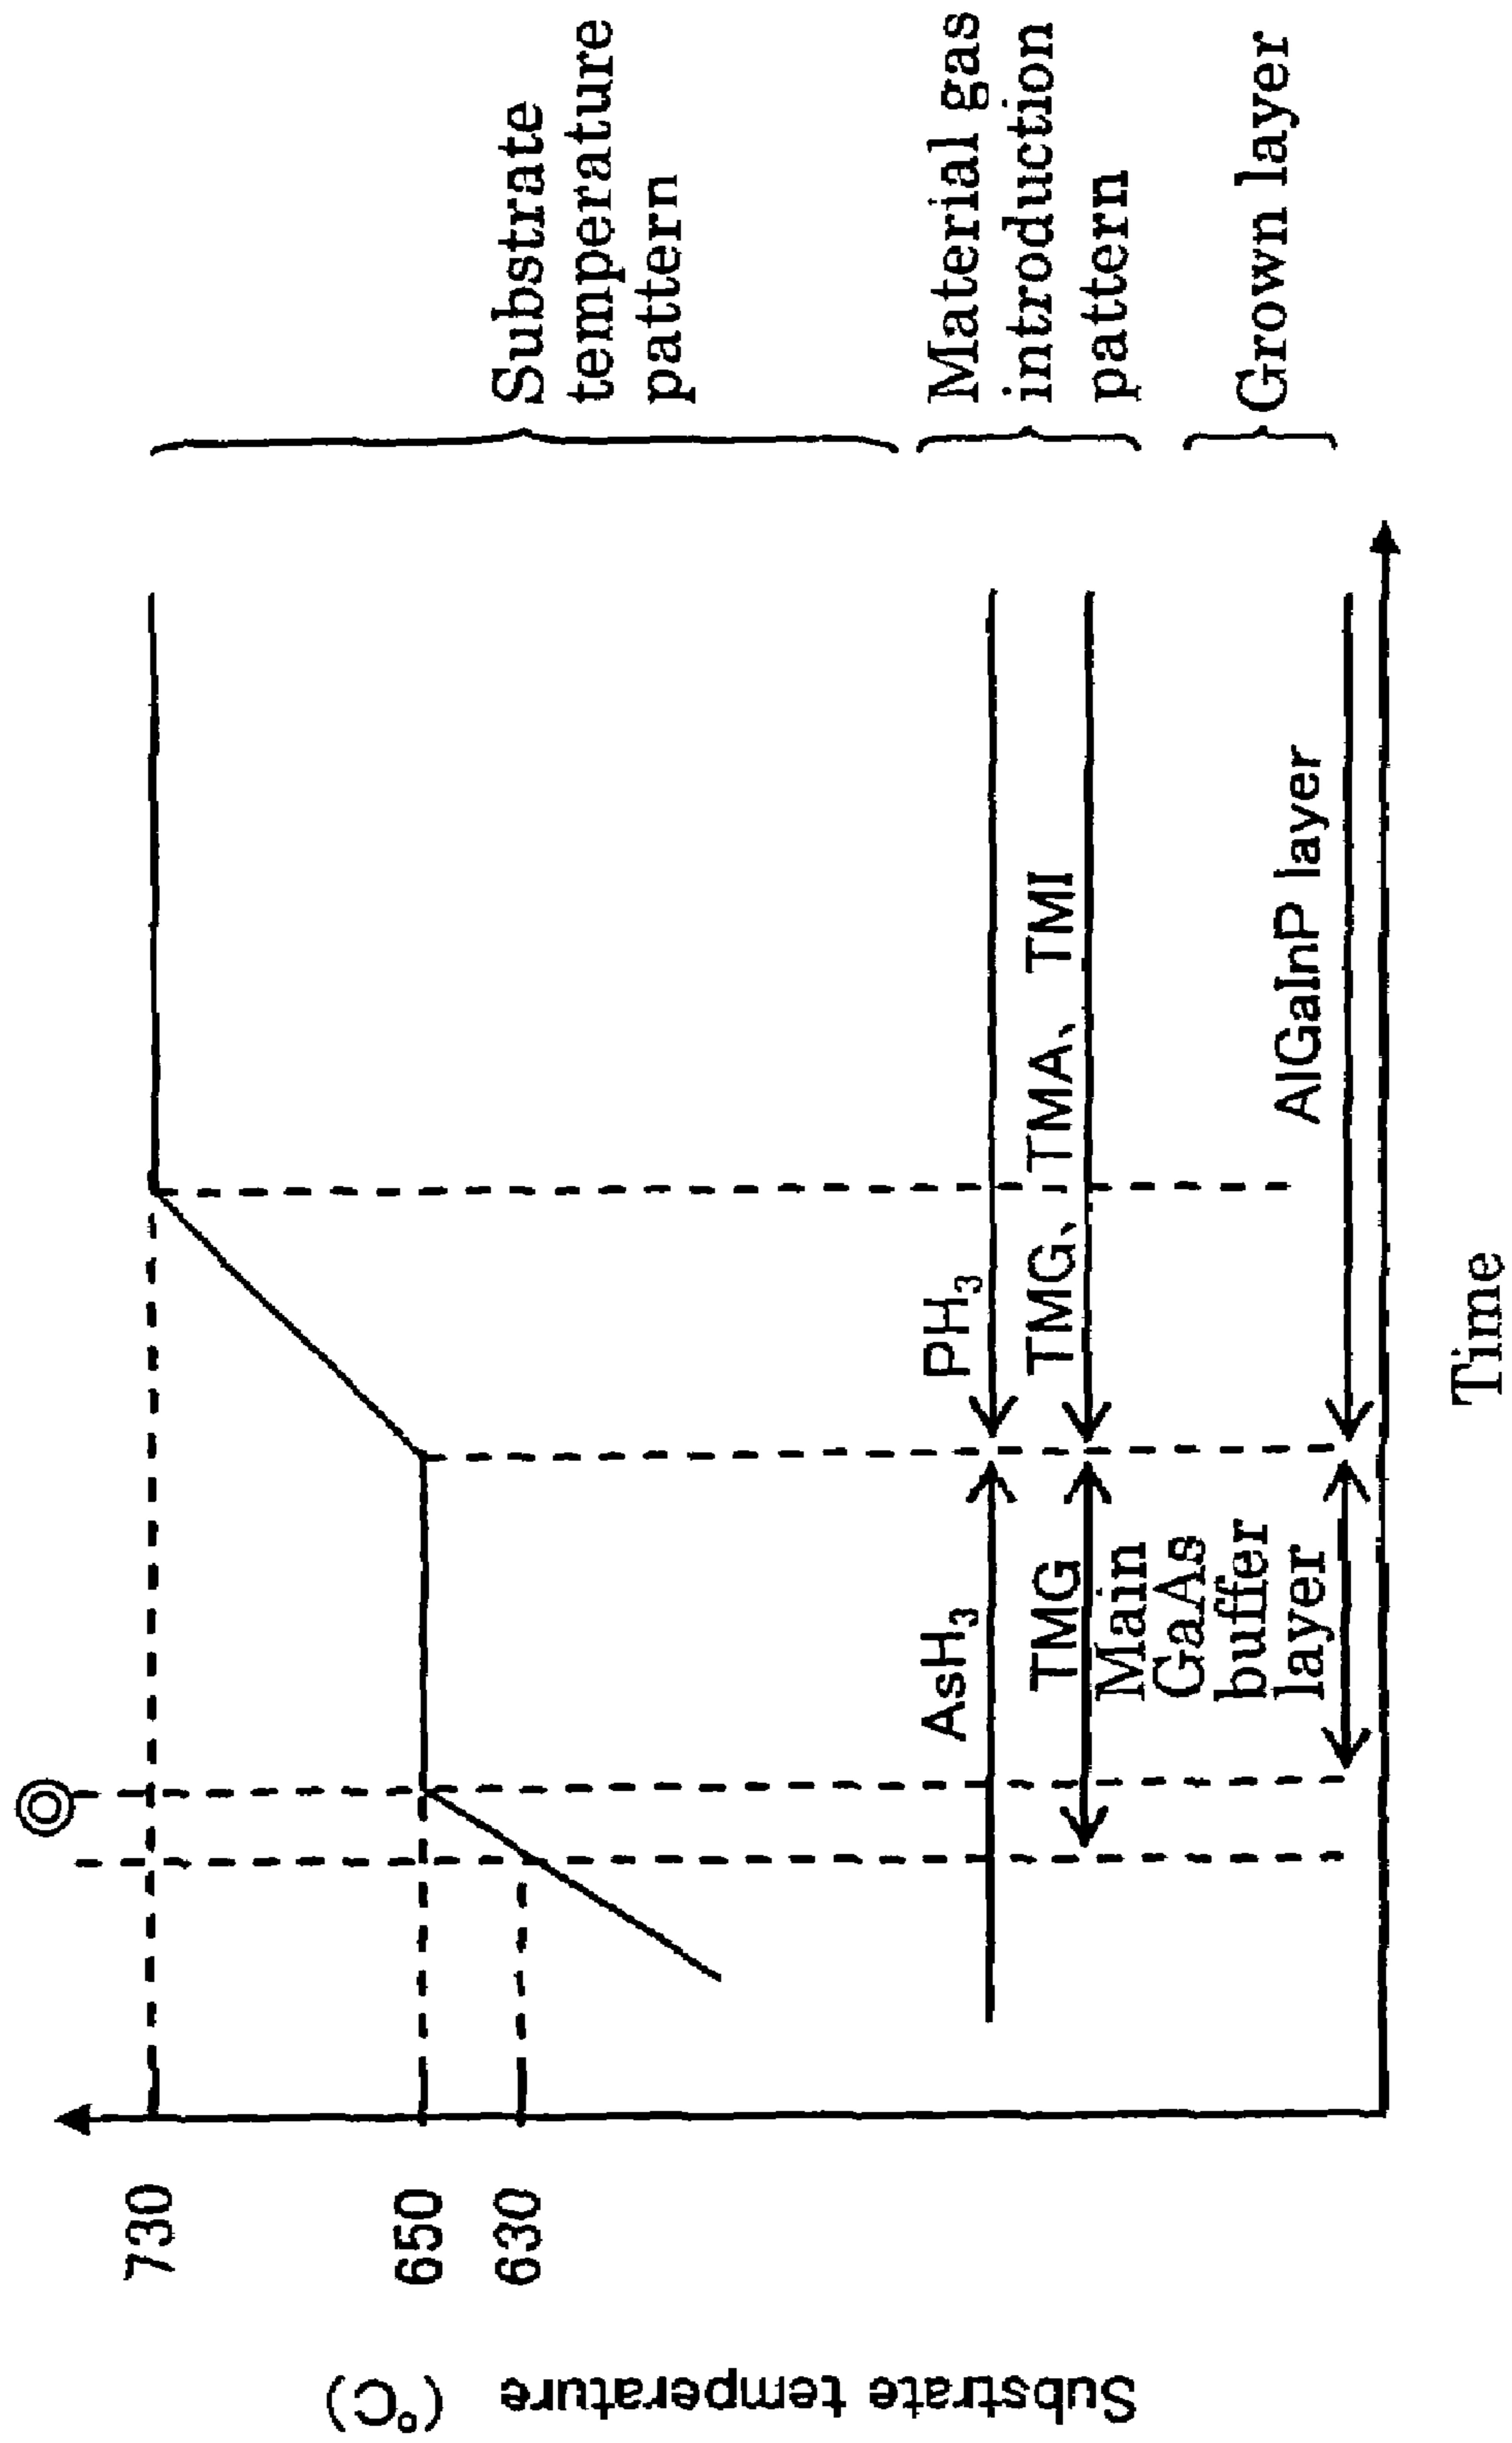 Substrate temperature (℃)
730
650
630
◎
Substrate
temperature
pattern
AsH₃
PH₃
Material gas
introduction
pattern
TMG
TMG、TMA、TMI
Main
GaAs
buffer
layer
AlGaInP layer
Grown layer
Time